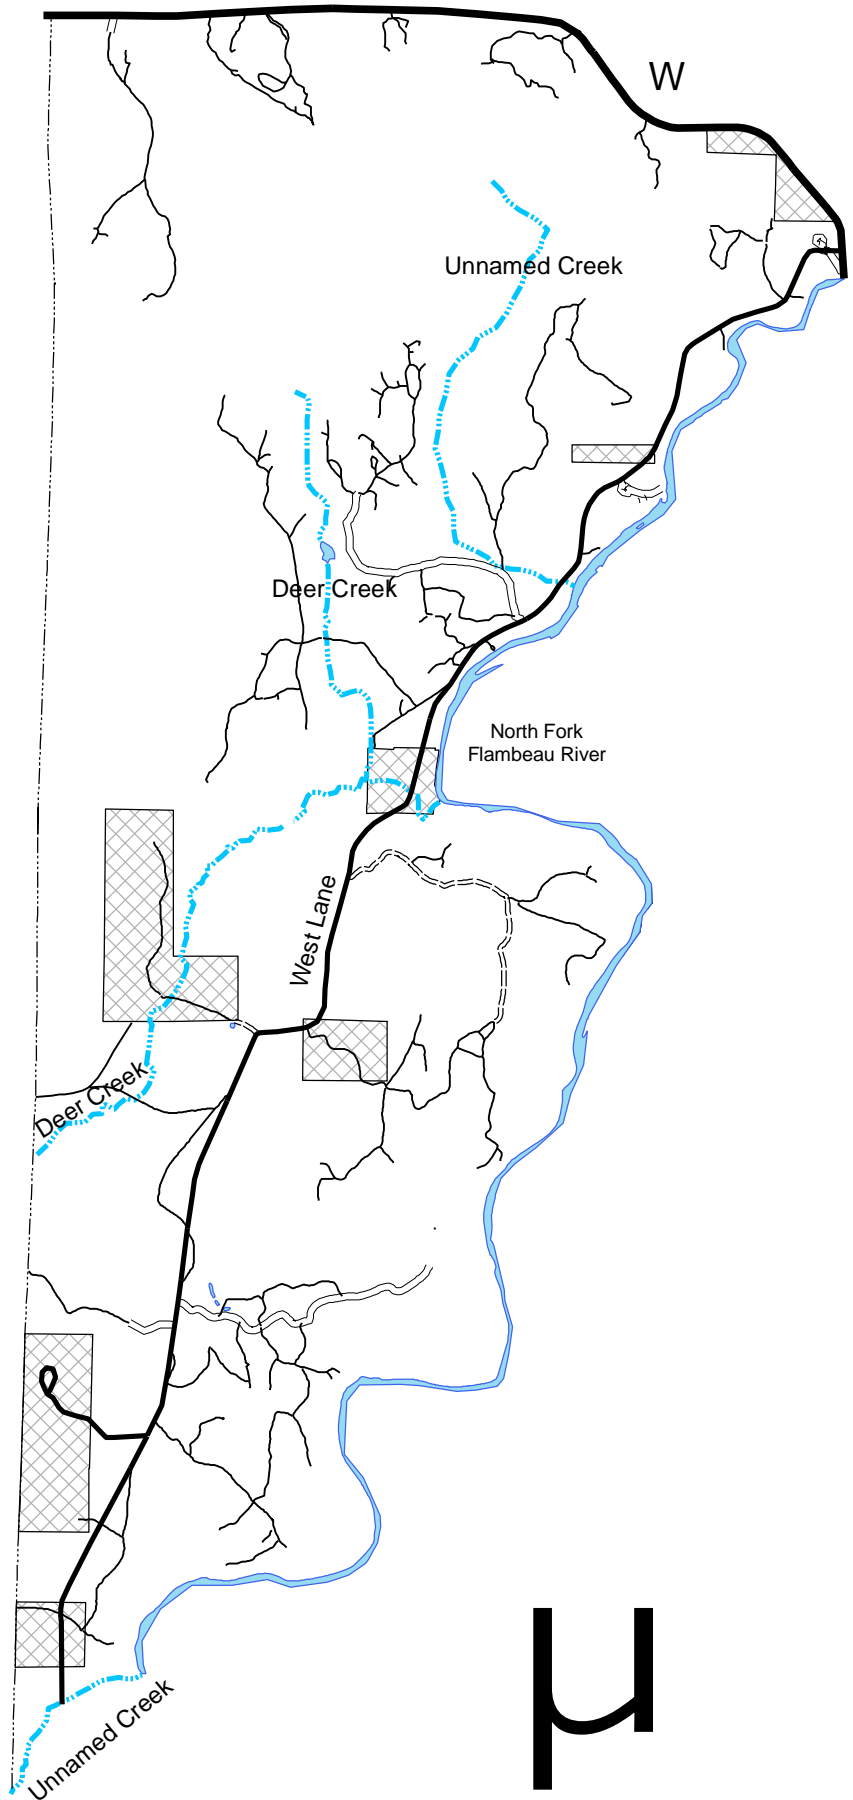 W
Unnamed Creek
Deer Creek
North Fork
Flambeau River
West Lane
Deer Creek
Unnamed Creek
µ